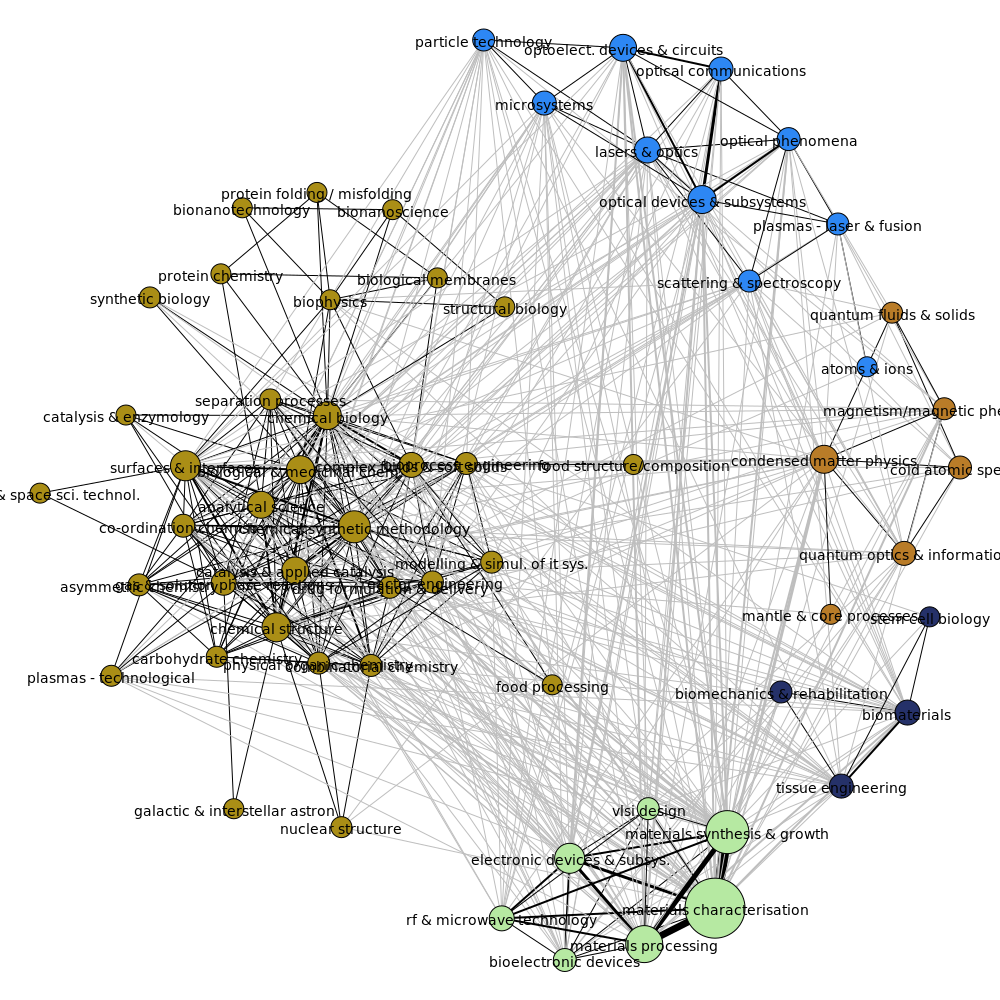 particle technology
optoelect. devices & circuits
optical communications
microsystems
optical phenomena
lasers & optics
protein folding / misfolding
bionanotechnology
bionanoscience
optical devices & subsystems
plasmas - laser & fusion
protein chemistry
biological membranes
scattering & spectroscopy
synthetic biology
biophysics
structural biology
quantum fluids & solids
atoms & ions
separation processes
magnetism/magnetic phe
catalysis & enzymology
chemical biology
surfaces & interfaces
biological & medicinal chem.
complex fluids & soft solids
bioprocess engineering
food structure/composition
condensed matter physics
cold atomic spe
& space sci. technol.
analytical science
co-ordination chemistry
chemical synthetic methodology
quantum optics & informatio
modelling & simul. of it sys.
catalysis & applied catalysis
asymmetric chemistry
gas & solution phase reactions
reactor engineering
drug formulation & delivery
mantle & core processes
stem cell biology
chemical structure
carbohydrate chemistry
physical organic chemistry
combinatorial chemistry
plasmas - technological
food processing
biomechanics & rehabilitation
biomaterials
tissue engineering
galactic & interstellar astron.
vlsi design
nuclear structure
materials synthesis & growth
electronic devices & subsys.
materials characterisation
rf & microwave technology
materials processing
bioelectronic devices